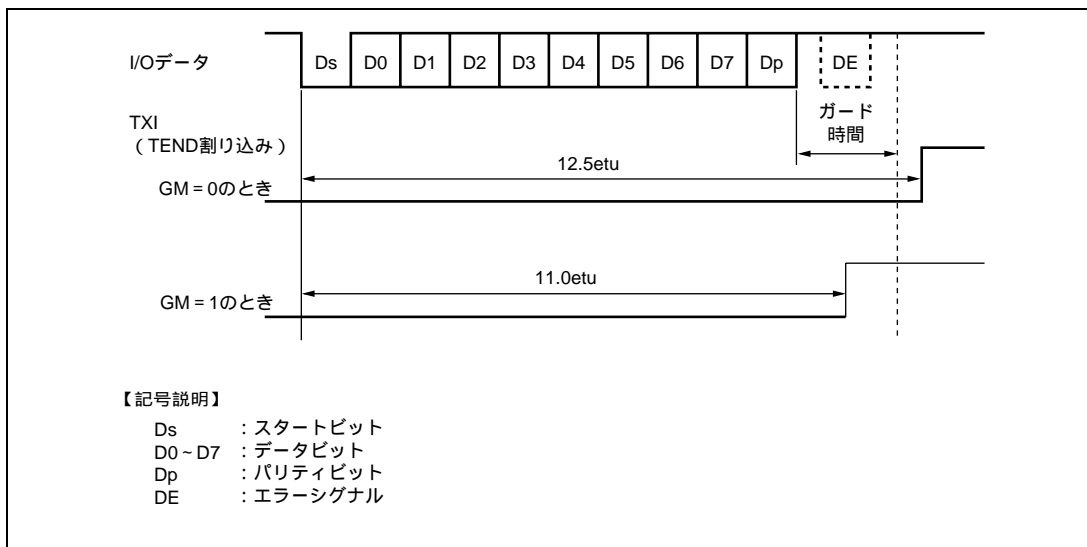 I/Oデータ
Ds D0 D1 D2 D3 D4 D5 D6 D7 Dp DE
ガード
時間
TXI
(TEND割り込み)
12.5etu
GM = 0のとき
11.0etu
GM = 1のとき
【記号説明】
Ds :スタートビット
D0~D7 :データビット
Dp :パリティビット
DE :エラーシグナル